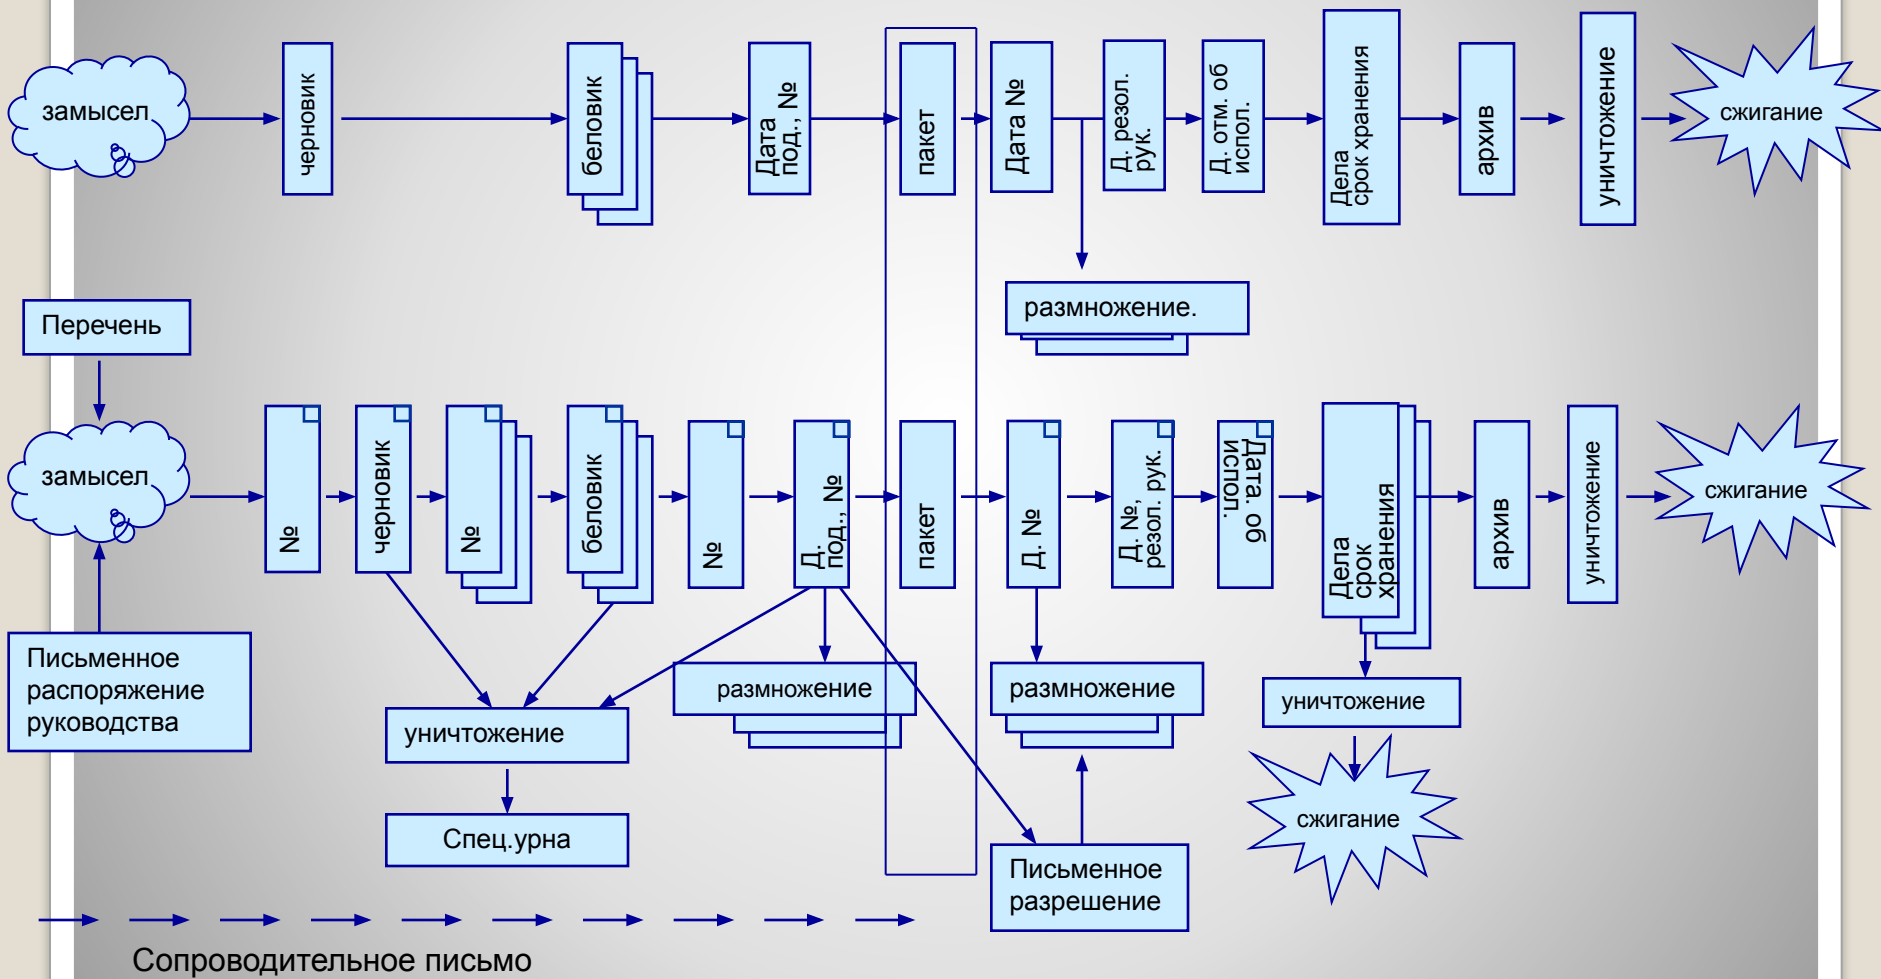 замысел
черновик
беловик
Дата
под., №
пакет
Дата №
Д. резол.
рук.
Д. отм. об
испол.
Дела
срок хранения
архив
уничтожение
сжигание
размножение.
Перечень
замысел
№
черновик
№
беловик
№
Д.
под., №
пакет
Д. №
Д. №,
резол. рук.
Дата. об
испол.
Дела
срок
хранения
архив
уничтожение
сжигание
Письменное
распоряжение
руководства
уничтожение
Спец.урна
размножение
размножение
Письменное
разрешение
уничтожение
сжигание
Сопроводительное письмо